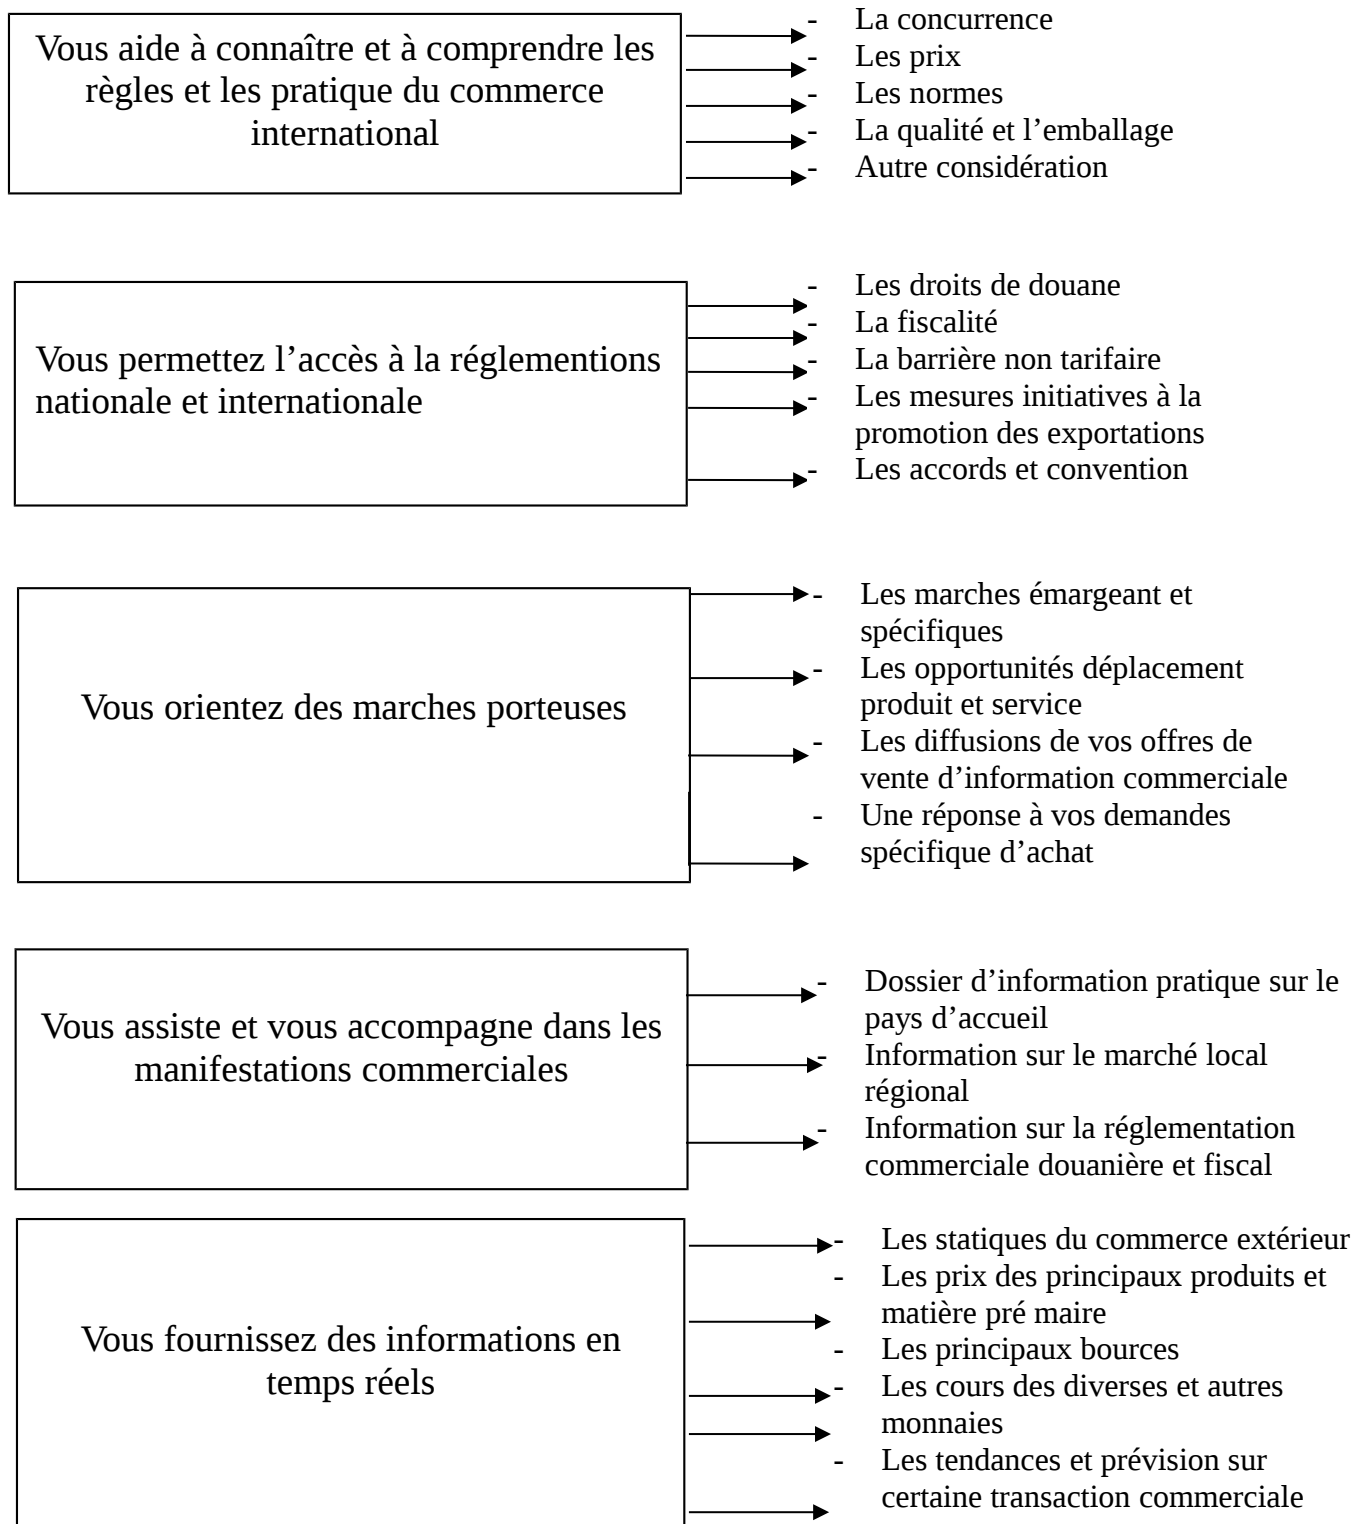 Vous aide à connaître et à comprendre les
règles et les pratique du commerce
international
- La concurrence
- Les prix
- Les normes
- La qualité et l’emballage
- Autre considération
Vous permettez l’accès à la réglementions
nationale et internationale
- Les droits de douane
- La fiscalité
- La barrière non tarifaire
- Les mesures initiatives à la
promotion des exportations
- Les accords et convention
Vous orientez des marches porteuses
- Les marches émargeant et
spécifiques
- Les opportunités déplacement
produit et service
- Les diffusions de vos offres de
vente d’information commerciale
- Une réponse à vos demandes
spécifique d’achat
Vous assiste et vous accompagne dans les
manifestations commerciales
- Dossier d’information pratique sur le
pays d’accueil
- Information sur le marché local
régional
- Information sur la réglementation
commerciale douanière et fiscal
Vous fournissez des informations en
temps réels
- Les statiques du commerce extérieur
- Les prix des principaux produits et
matière pré maire
- Les principaux bources
- Les cours des diverses et autres
monnaies
- Les tendances et prévision sur
certaine transaction commerciale